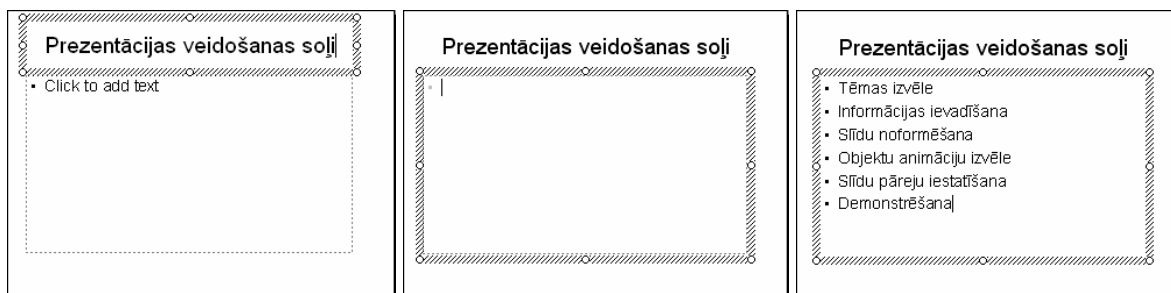 Prezentācijas veidošanas soļi
▪ Click to add text
Prezentācijas veidošanas soļi
▪
Prezentācijas veidošanas soļi
▪ Tēmas izvēle
▪ Informācijas ievadīšana
▪ Slīdu noformēšana
▪ Objektu animāciju izvēle
▪ Slīdu pāreju iestatīšana
▪ Demonstrēšana